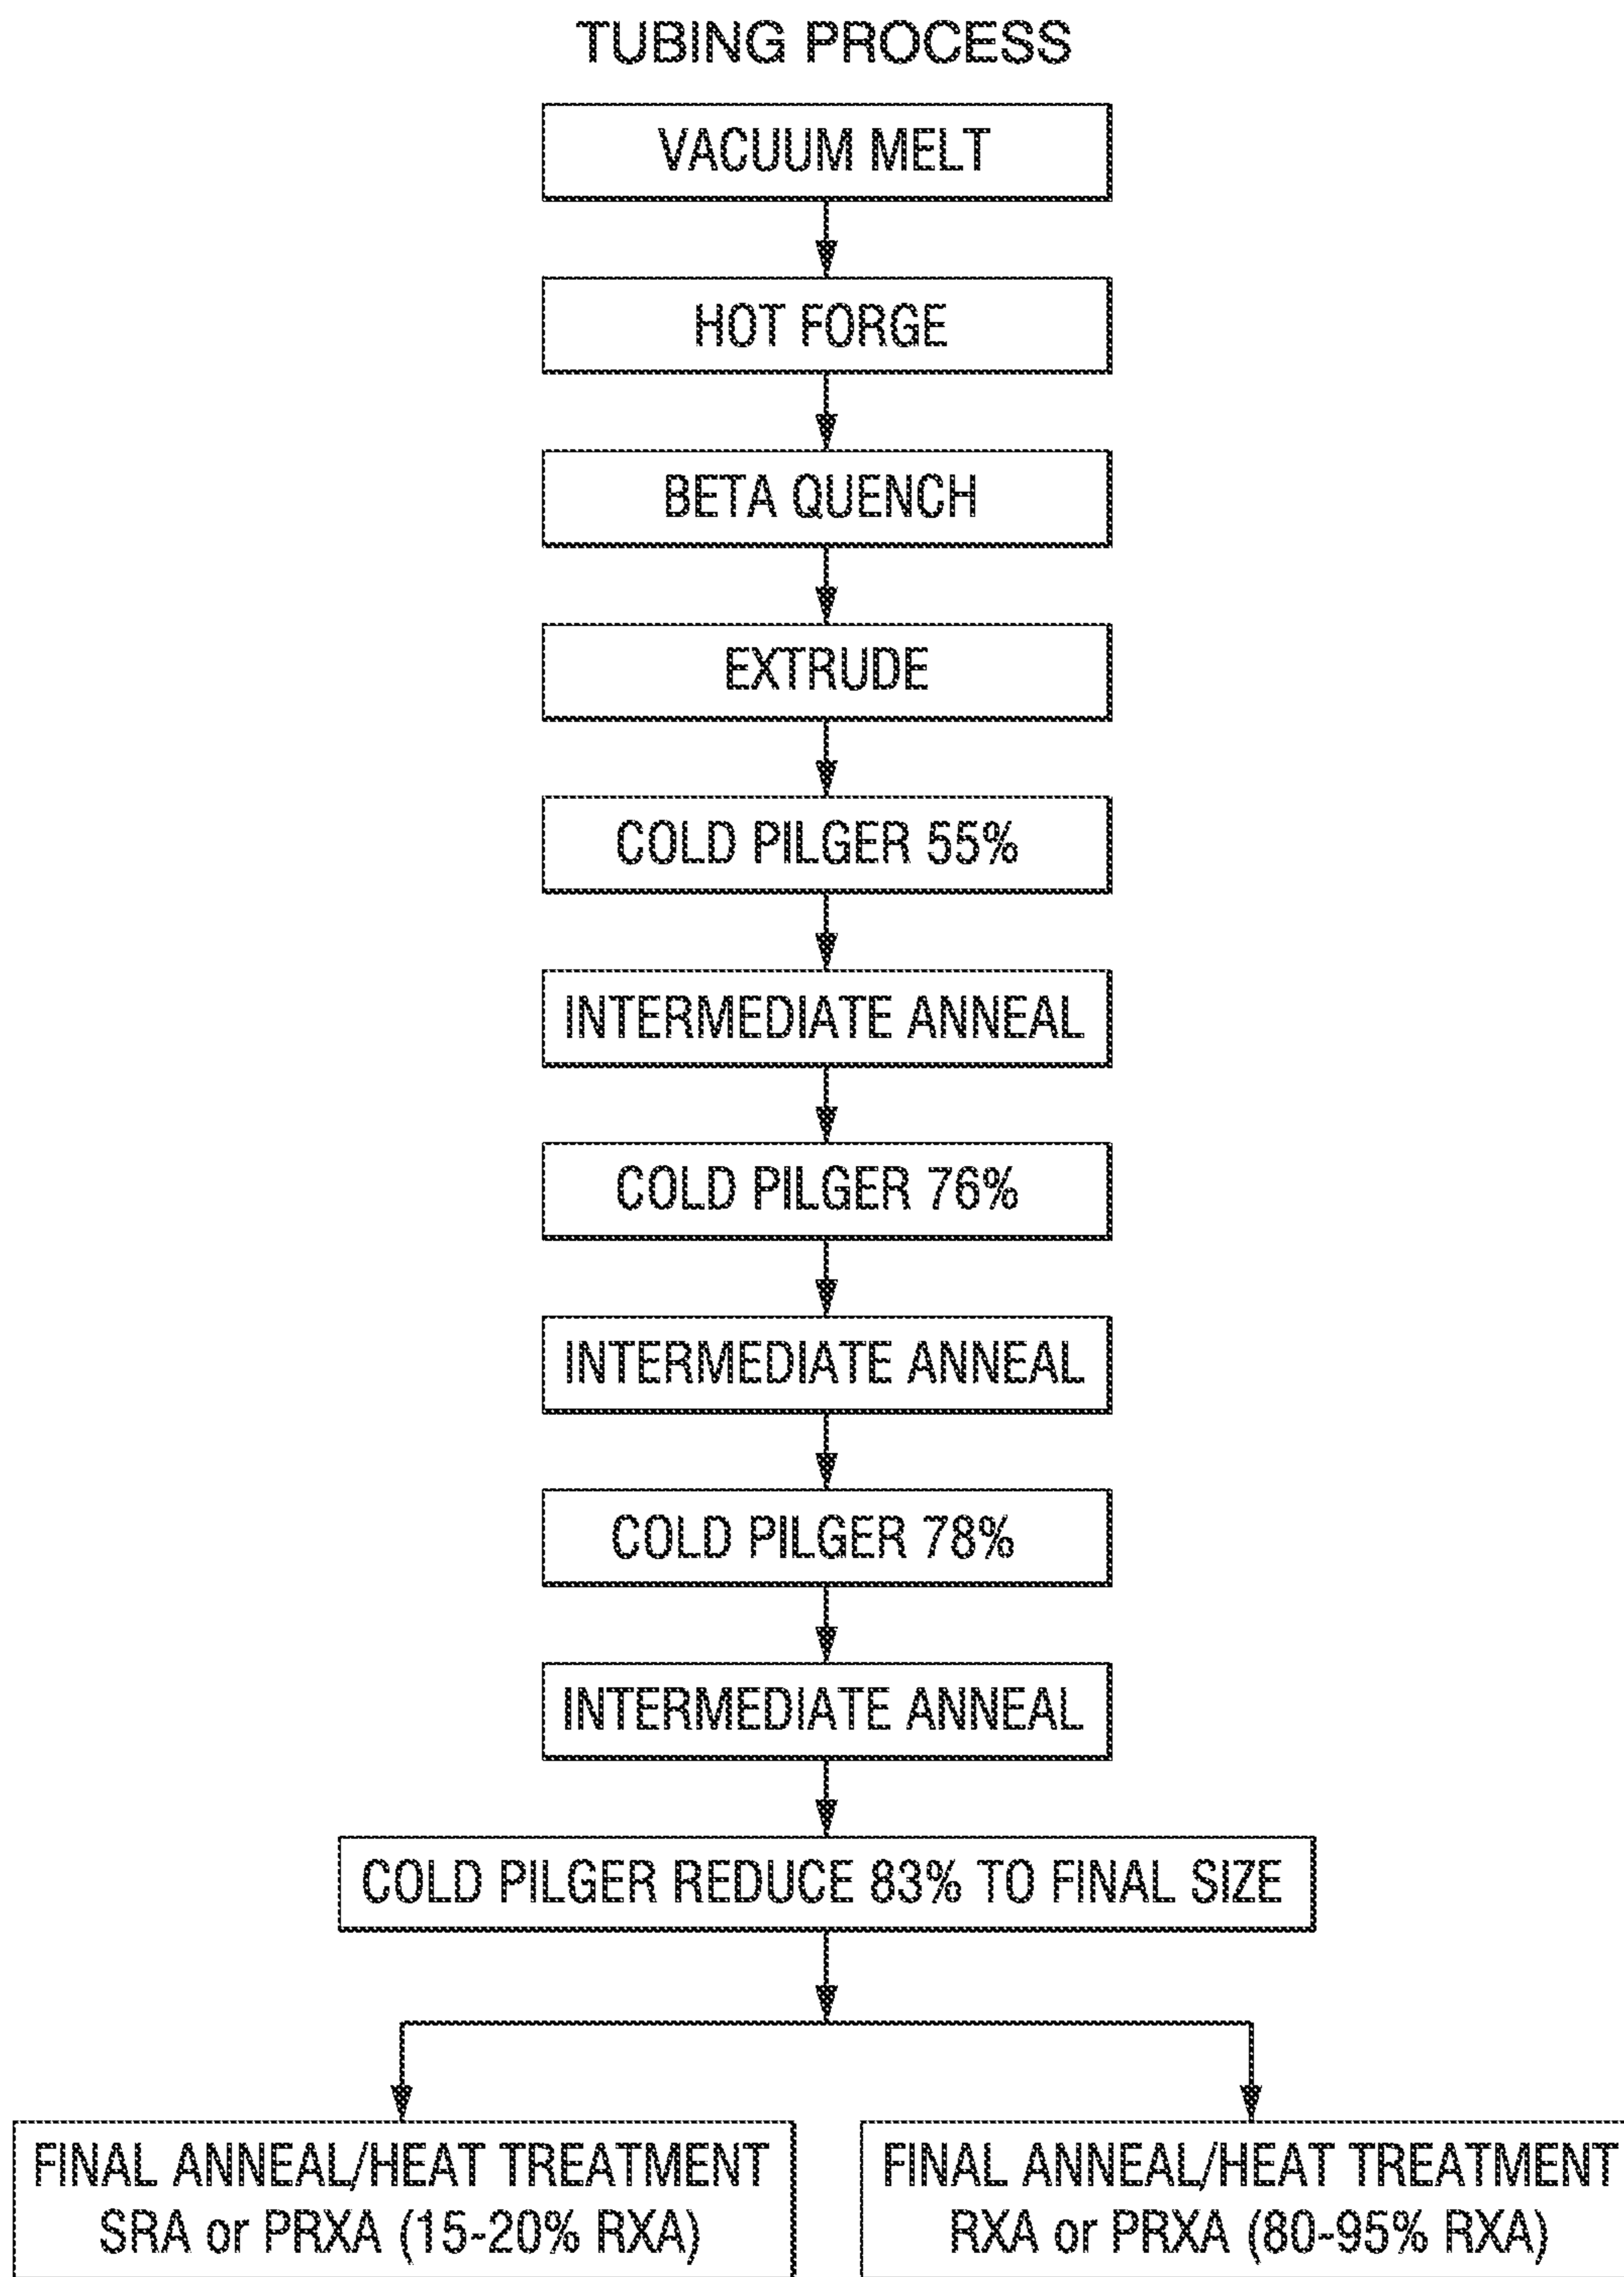 TUBING PROCESS
VACUUM MELT
HOT FORGE
BETA QUENCH
EXTRUDE
COLD PILGER 55%
INTERMEDIATE ANNEAL
COLD PILGER 76%
INTERMEDIATE ANNEAL
COLD PILGER 78%
INTERMEDIATE ANNEAL
COLD PILGER REDUCE 83% TO FINAL SIZE
FINAL ANNEAL/HEAT TREATMENT
SRA or PRXA (15-20% RXA)
FINAL ANNEAL/HEAT TREATMENT
RXA or PRXA (80-95% RXA)